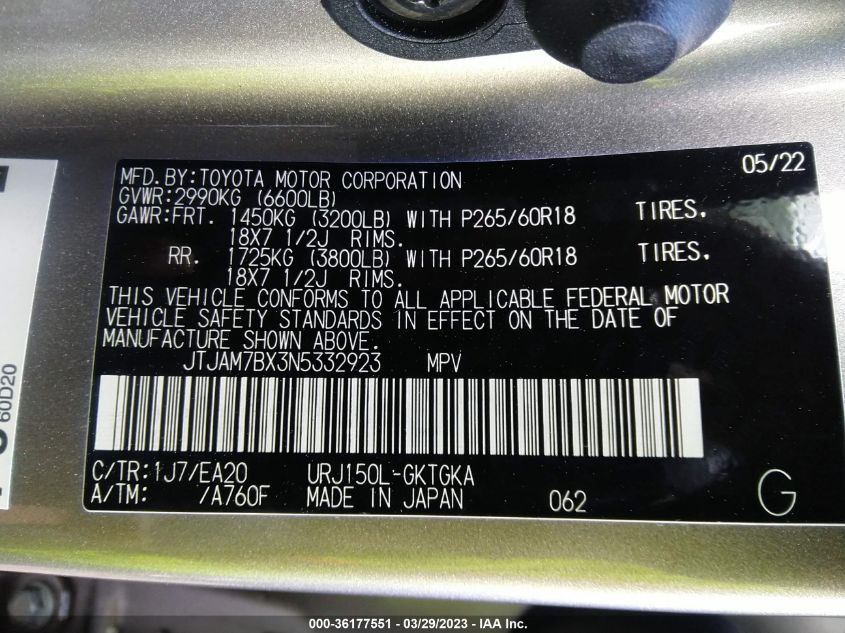 05/22
MFD.BY:TOYOTA MOTOR CORPORATION
GVWR:2990KG (6600LB)
GAWR:FRT. 1450KG (3200LB) WITH P265/60R18 TIRES.
18X7 1/2J RIMS.
RR. 1725KG (3800LB) WITH P265/60R18 TIRES.
18X7 1/2J RIMS.
THIS VEHICLE CONFORMS TO ALL APPLICABLE FEDERAL MOTOR
VEHICLE SAFETY STANDARDS IN EFFECT ON THE DATE OF
MANUFACTURE SHOWN ABOVE.
JTJAM7BX3N5332923 MPV
C/TR:1J7/EA20 URJ150L-GKTGKA
A/TM: /A760F MADE IN JAPAN 062 G
60D20
000-36177551 - 03/29/2023 - IAA Inc.